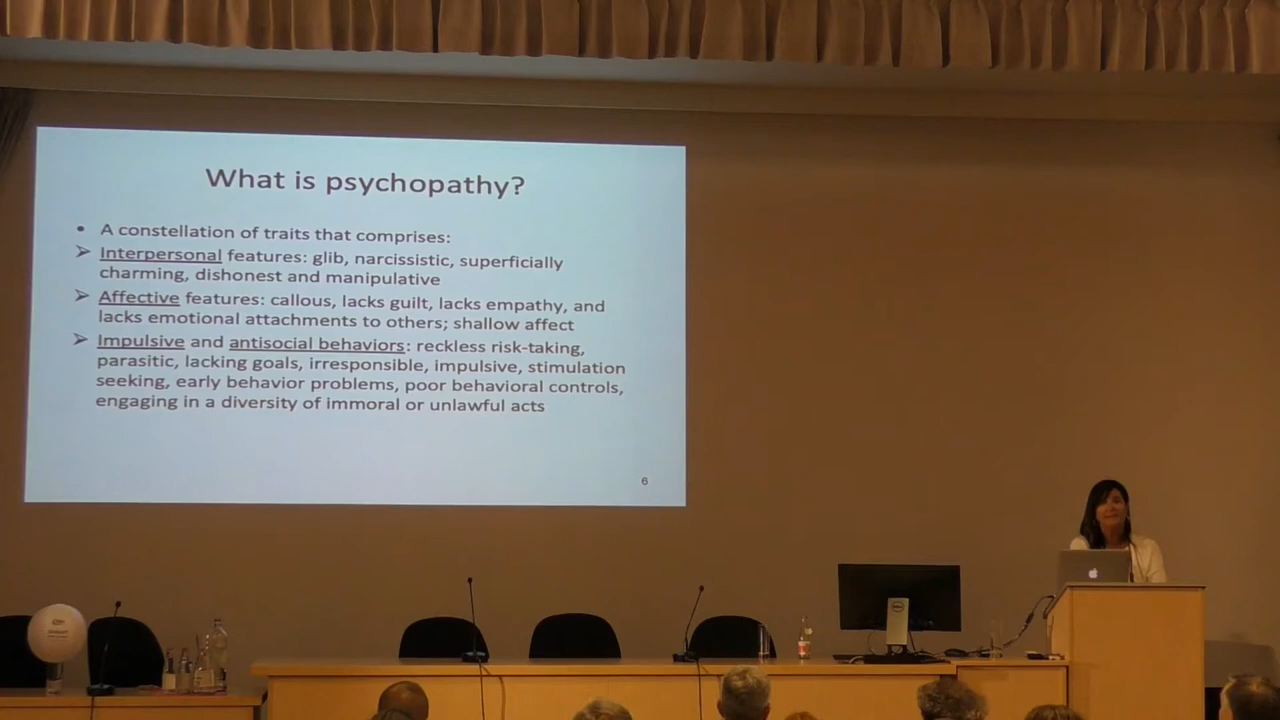 What is psychopathy?
• A constellation of traits that comprises:
➢ Interpersonal features: glib, narcissistic, superficially
charming, dishonest and manipulative
➢ Affective features: callous, lacks guilt, lacks empathy, and
lacks emotional attachments to others; shallow affect
➢ Impulsive and antisocial behaviors: reckless risk-taking,
parasitic, lacking goals, irresponsible, impulsive, stimulation
seeking, early behavior problems, poor behavioral controls,
engaging in a diversity of immoral or unlawful acts
6
DELL